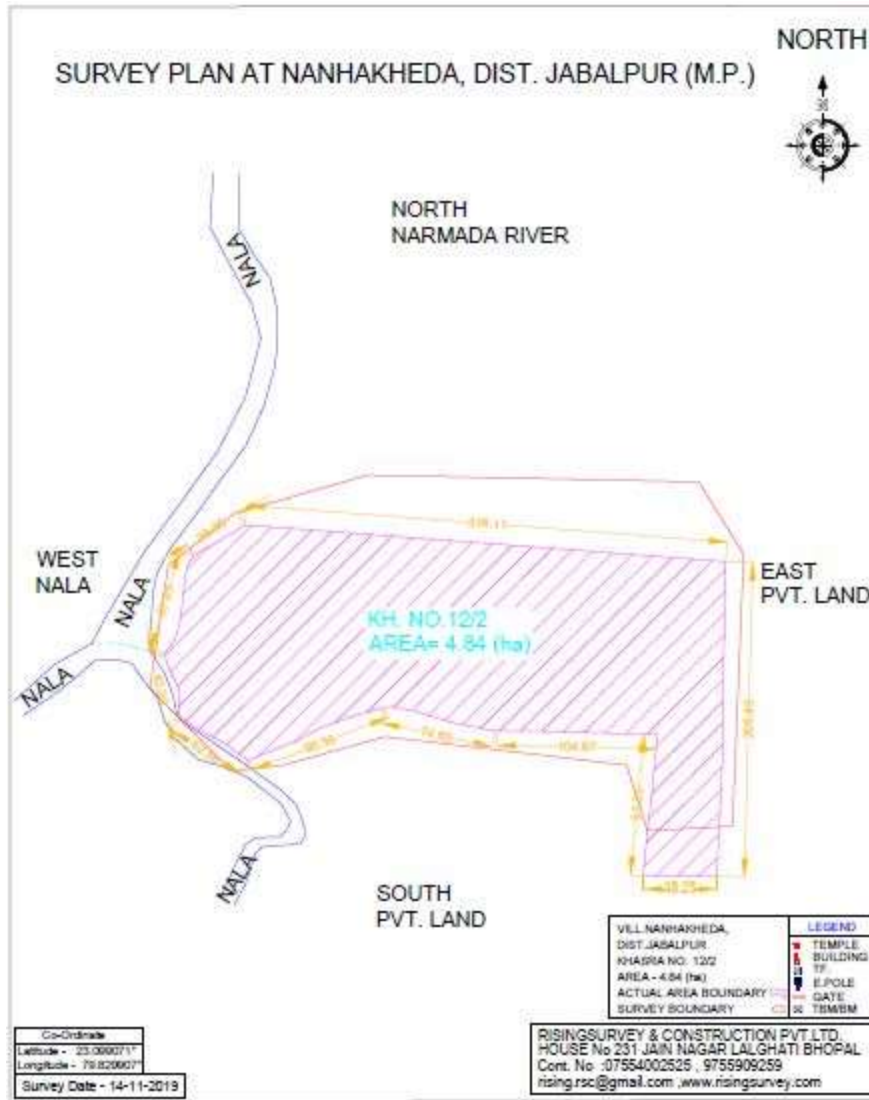 NORTH
SURVEY PLAN AT NANHAKHEDA, DIST. JABALPUR (M.P.)
NORTH
NARMADA RIVER
NALA
WEST
NALA
NALA
NALA
EAST
PVT. LAND
KH. NO.12/2
AREA= 4.84 (ha)
104.67
NALA
SOUTH
PVT. LAND
VILL.NANHAKHEDA,
DIST.JABALPUR
KHASRA NO. 12/2
AREA - 4.84 (ha)
ACTUAL AREA BOUNDARY
SURVEY BOUNDARY
LEGEND
TEMPLE
BUILDING
TF.
E.POLE
GATE
TBM/BM
Co-Ordinate
Latitude -
Longitude -
Survey Date - 14-11-2019
RISINGSURVEY & CONSTRUCTION PVT.LTD.
HOUSE No 231 JAIN NAGAR LALGHATI BHOPAL
Cont. No :07554002525 , 9755909259
rising.rsc@gmail.com ,www.risingsurvey.com